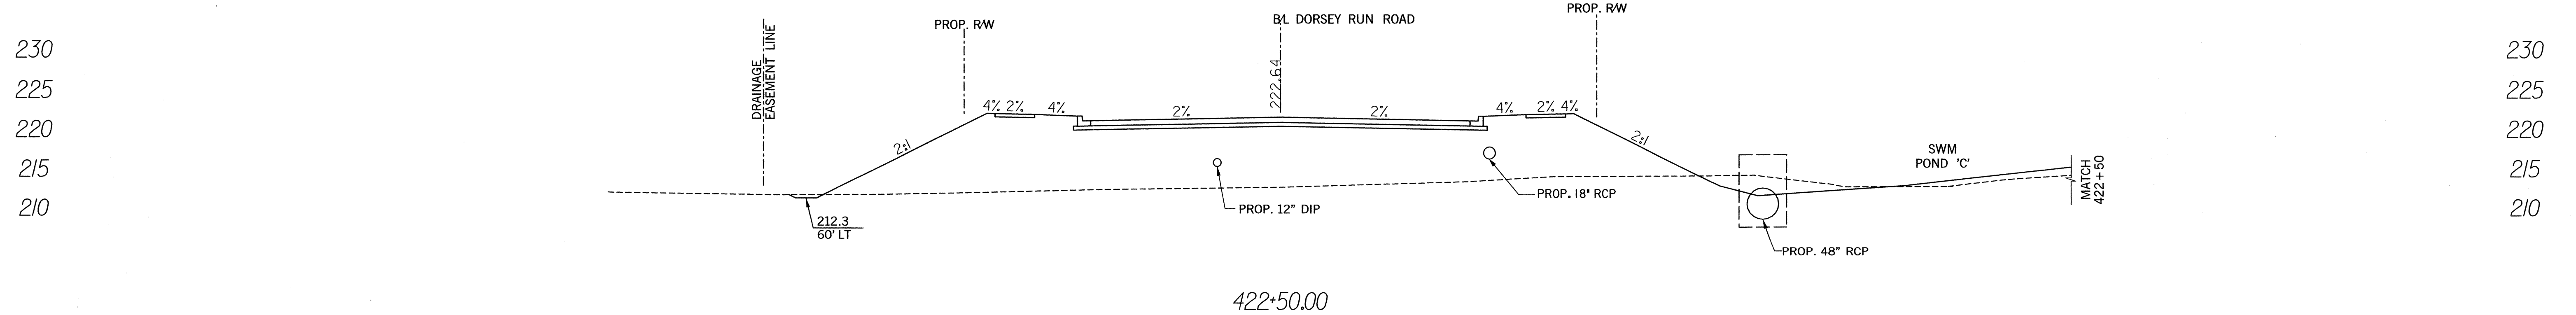 PROP. R/W
B/L DORSEY RUN ROAD
PROP. R/W
DRAINAGE
EASEMENT LINE
230
225
220
215
210
230
225
220
215
210
222.64
4% 2% 4% 2% 2% 4% 2% 4%
2:1
2:1
SWM
POND 'C'
MATCH
422+50
PROP. 12" DIP
PROP. 18" RCP
212.3
60' LT
PROP. 48" RCP
422+50.00